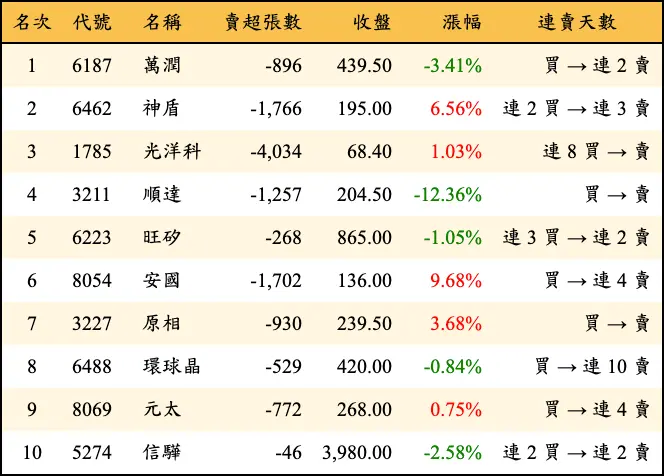 名次 代號 名稱 賣超張數 收盤 漲幅 連賣天數
1 6187 萬潤 -896 439.50 -3.41% 買 → 連 2 賣
2 6462 神盾 -1,766 195.00 6.56% 連 2 買 → 連 3 賣
3 1785 光洋科 -4,034 68.40 1.03% 連 8 買 → 賣
4 3211 順達 -1,257 204.50 -12.36% 買 → 賣
5 6223 旺矽 -268 865.00 -1.05% 連 3 買 → 連 2 賣
6 8054 安國 -1,702 136.00 9.68% 買 → 連 4 賣
7 3227 原相 -930 239.50 3.68% 買 → 賣
8 6488 環球晶 -529 420.00 -0.84% 買 → 連 10 賣
9 8069 元太 -772 268.00 0.75% 買 → 連 4 賣
10 5274 信驊 -46 3,980.00 -2.58% 連 2 買 → 連 2 賣